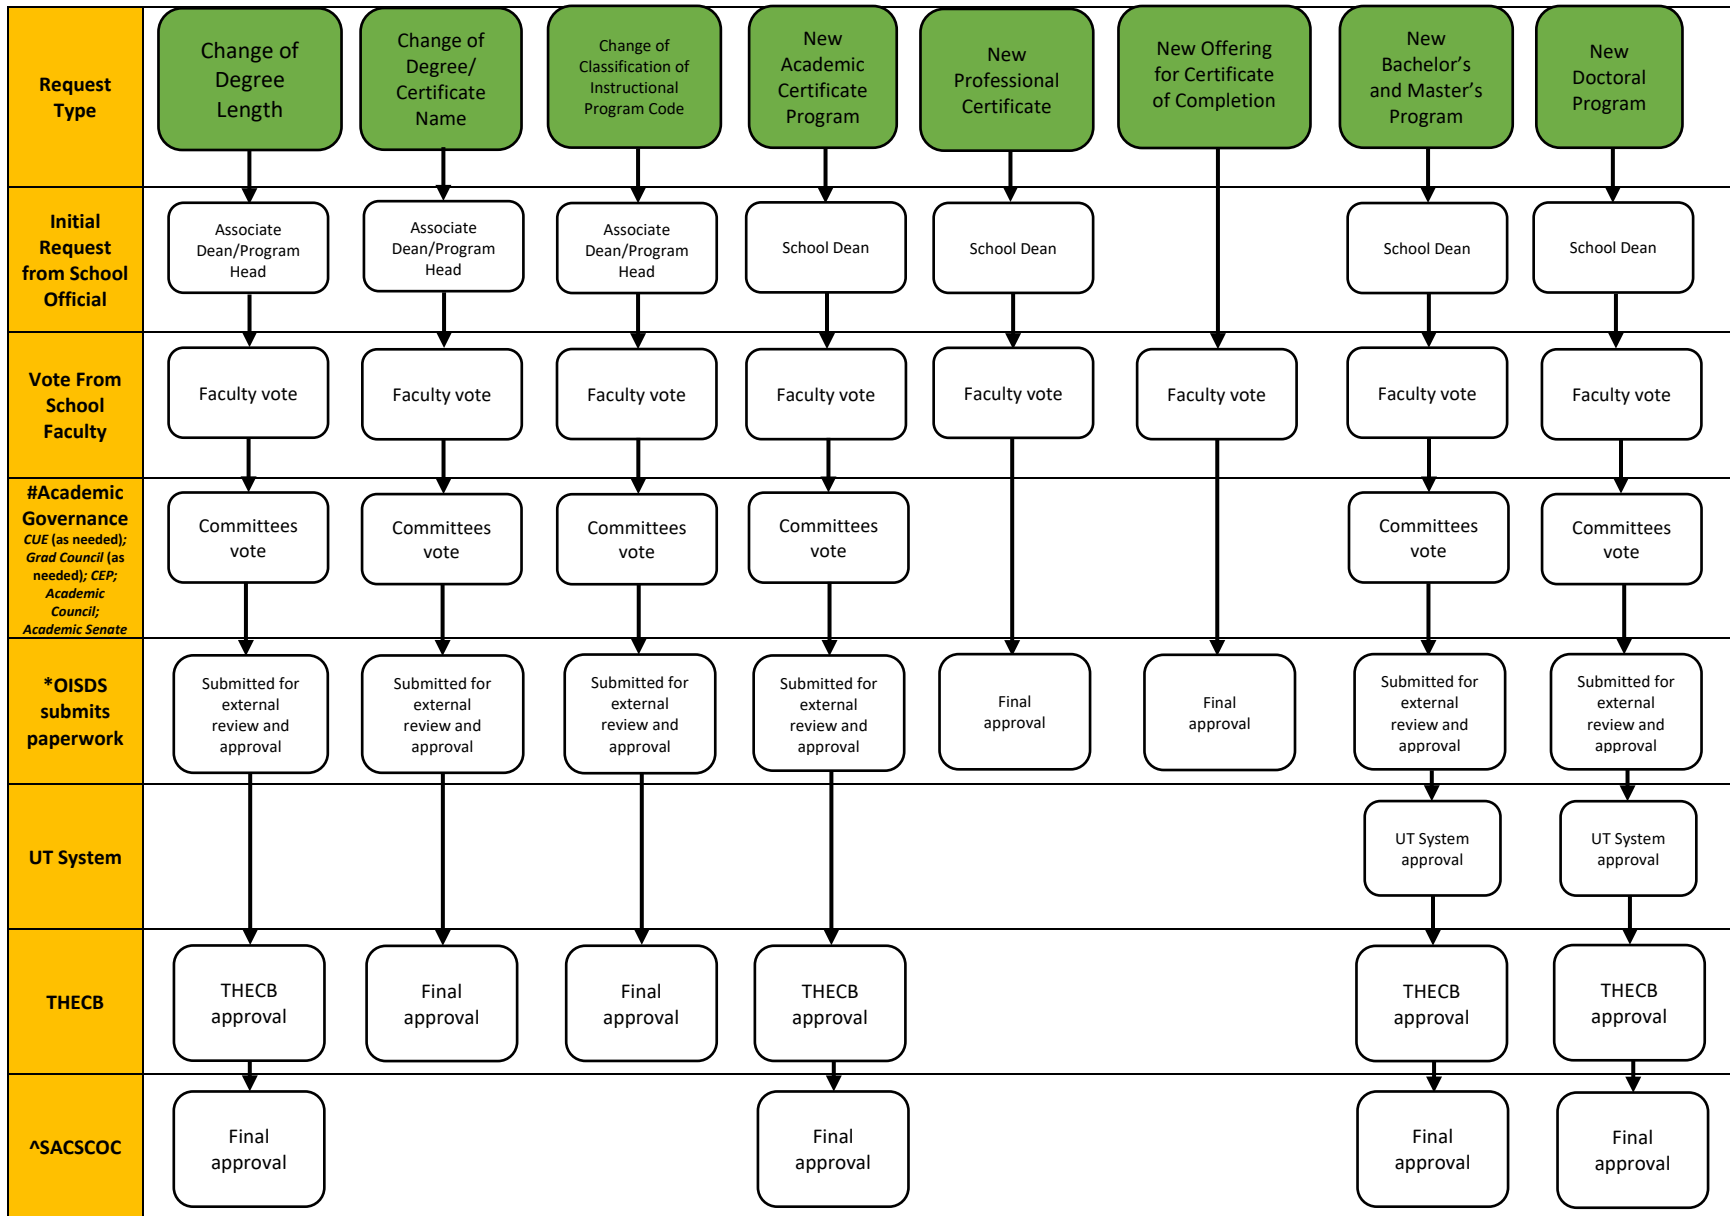 Request
Type
Change of
Degree
Length
Change of
Degree/
Certificate
Name
Change of
Classification of
Instructional
Program Code
New
Academic
Certificate
Program
New
Professional
Certificate
New Offering
for Certificate
of Completion
New
Bachelor’s
and Master’s
Program
New
Doctoral
Program
Initial
Request
from School
Official
Associate
Dean/Program
Head
Associate
Dean/Program
Head
Associate
Dean/Program
Head
School Dean
School Dean
School Dean
School Dean
Vote From
School
Faculty
Faculty vote
Faculty vote
Faculty vote
Faculty vote
Faculty vote
Faculty vote
Faculty vote
Faculty vote
#Academic
Governance
CUE (as needed);
Grad Council (as
needed); CEP;
Academic
Council;
Academic Senate
Committees
vote
Committees
vote
Committees
vote
Committees
vote
Committees
vote
Committees
vote
*OISDS
submits
paperwork
Submitted for
external
review and
approval
Submitted for
external
review and
approval
Submitted for
external
review and
approval
Submitted for
external
review and
approval
Final
approval
Final
approval
Submitted for
external
review and
approval
Submitted for
external
review and
approval
UT System
UT System
approval
UT System
approval
THECB
THECB
approval
Final
approval
Final
approval
THECB
approval
THECB
approval
THECB
approval
^SACSCOC
Final
approval
Final
approval
Final
approval
Final
approval